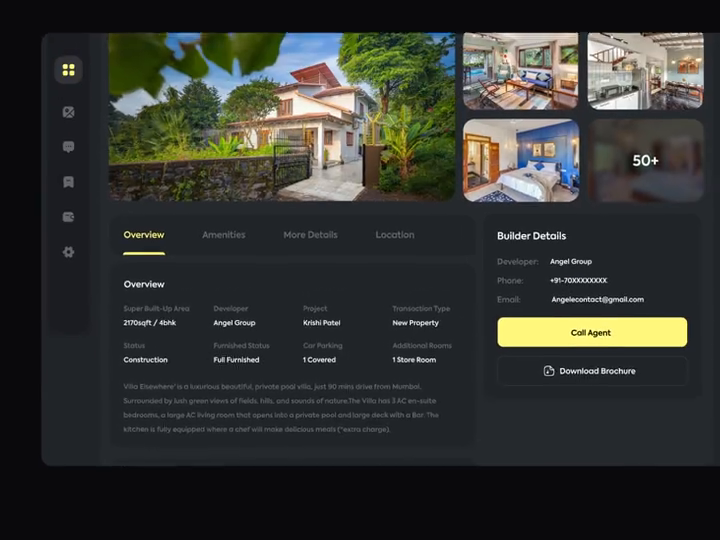 50+
Overview Amenities More Details Location
Overview
Super Built-Up Area Developer Project Transaction Type
2170sqft / 4bhk Angel Group Krishi Patel New Property
Status Furnished Status Car Parking Additional Rooms
Construction Full Furnished 1 Covered 1 Store Room
Villa Elsewhere' is a luxurious beautiful, private pool villa, just 90 mins drive from Mumbai.
Surrounded by lush green views of fields, hills, and sounds of nature.The Villa has 3 AC en-suite
bedrooms, a large AC living room that opens into a private pool and large deck with a Bar. The
kitchen is fully equipped where a chef will make delicious meals (*extra charge).
Builder Details
Developer: Angel Group
Phone: +91-70XXXXXXXX
Email: Angelecontact@gmail.com
Call Agent
Download Brochure